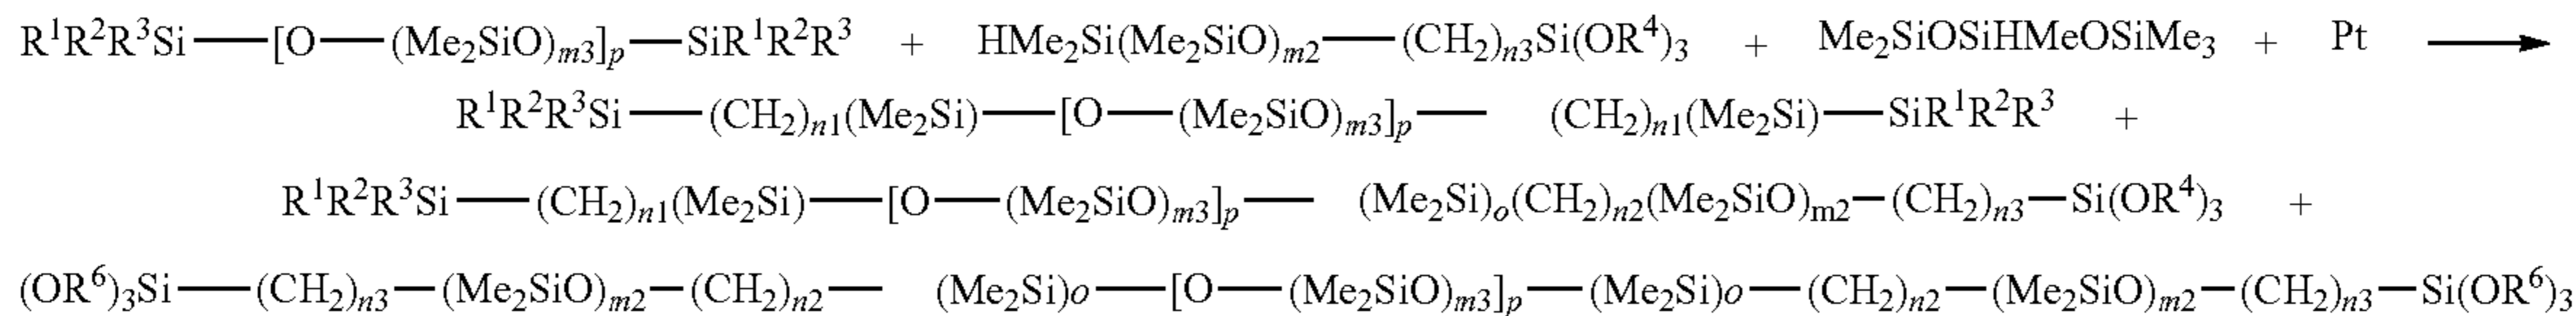 R¹R²R³Si—[O—(Me₂SiO)ₘ₃]ₚ—SiR¹R²R³ + HMe₂Si(Me₂SiO)ₘ₂—(CH₂)ₙ₃Si(OR⁴)₃ + Me₂SiOSiHMeOSiMe₃ + Pt ⟶
R¹R²R³Si—(CH₂)ₙ₁(Me₂Si)—[O—(Me₂SiO)ₘ₃]ₚ— (CH₂)ₙ₁(Me₂Si)—SiR¹R²R³ +
R¹R²R³Si—(CH₂)ₙ₁(Me₂Si)—[O—(Me₂SiO)ₘ₃]ₚ— (Me₂Si)ₒ(CH₂)ₙ₂(Me₂SiO)ₘ₂—(CH₂)ₙ₃—Si(OR⁴)₃ +
(OR⁶)₃Si—(CH₂)ₙ₃—(Me₂SiO)ₘ₂—(CH₂)ₙ₂— (Me₂Si)o—[O—(Me₂SiO)ₘ₃]ₚ—(Me₂Si)o—(CH₂)ₙ₂—(Me₂SiO)ₘ₂—(CH₂)ₙ₃—Si(OR⁶)₃